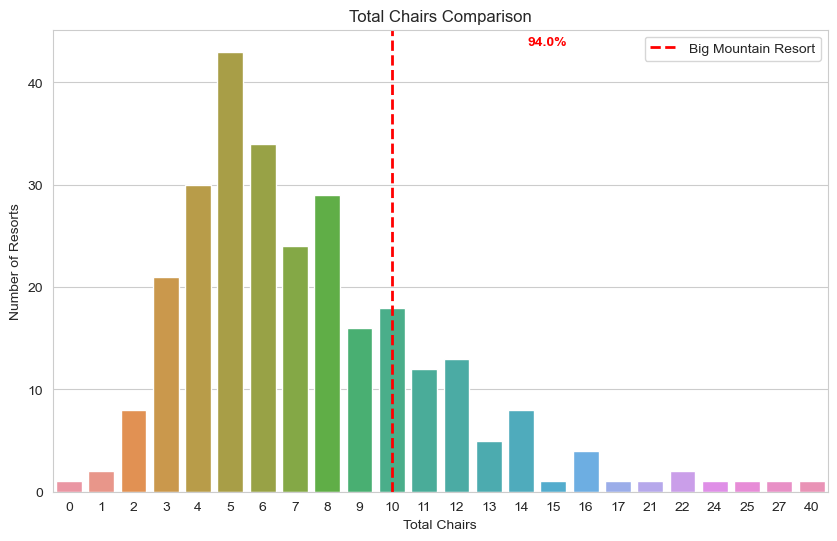 Total Chairs Comparison
94.0%
Big Mountain Resort
Number of Resorts
40
30
20
10
0
0 1 2 3 4 5 6 7 8 9 10 11 12 13 14 15 16 17 21 22 24 25 27 40
Total Chairs